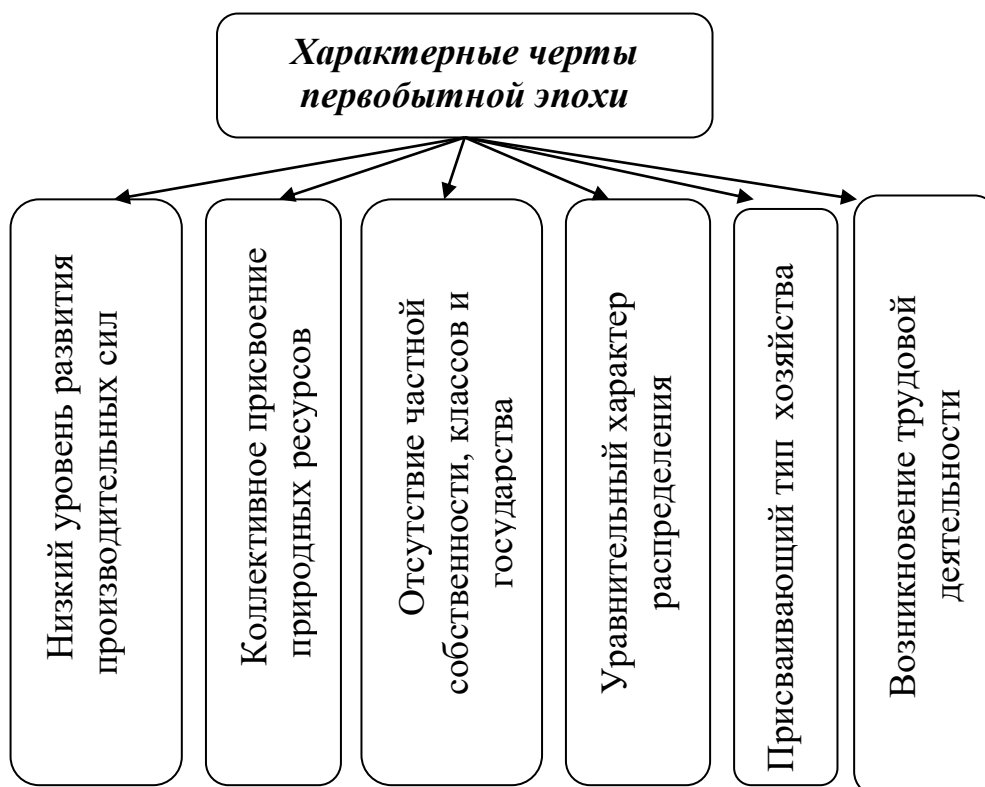 Характерные черты
первобытной эпохи
Низкий уровень развития
производительных сил
Коллективное присвоение
природных ресурсов
Отсутствие частной
собственности, классов и
государства
Уравнительный характер
распределения
Присваивающий тип хозяйства
Возникновение трудовой
деятельности